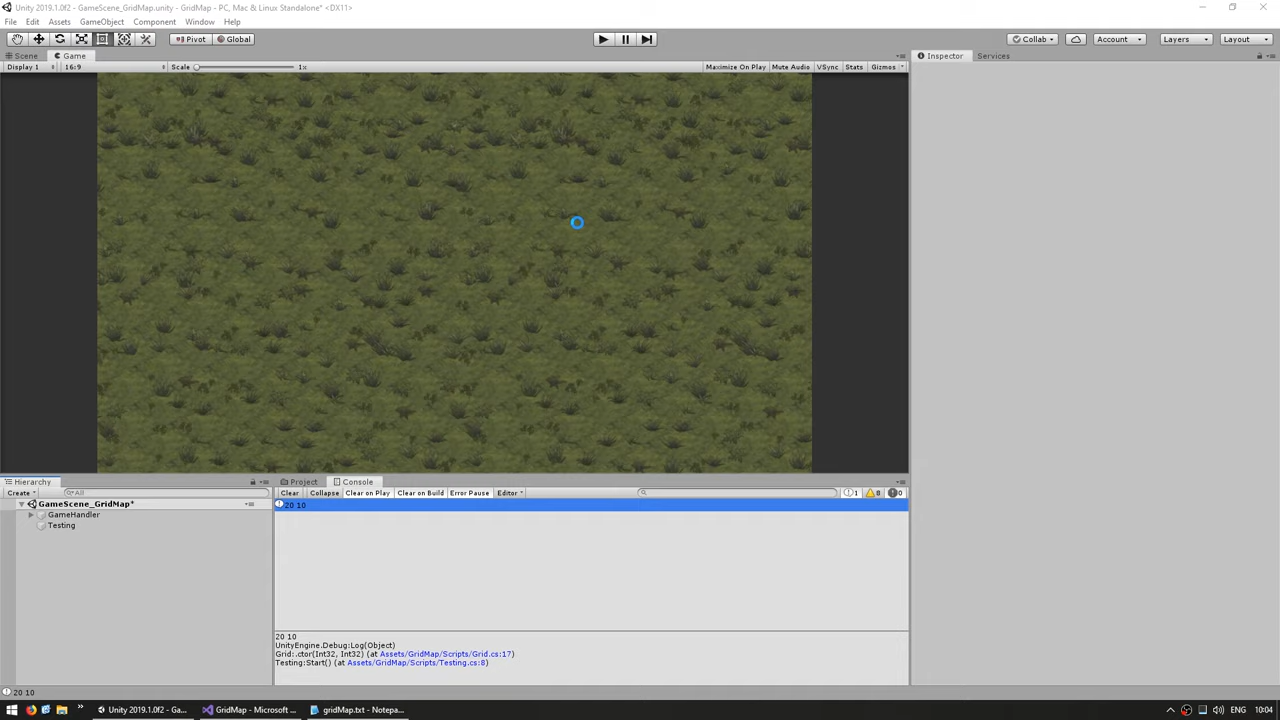 Unity 2019.1.0f2 - GameScene_GridMap.unity - GridMap - PC, Mac & Linux Standalone* <DX11>
File Edit Assets GameObject Component Window Help
Pivot Global Collab Account Layers Layout
Scene Game Inspector Services
Display 1 16:9 Scale 1x Maximize On Play Mute Audio VSync Stats Gizmos
Hierarchy Project Console
Create All Clear Collapse Clear on Play Clear on Build Error Pause Editor 1 8 0
GameScene_GridMap* 20 10
GameHandler
Testing
20 10
UnityEngine.Debug:Log(Object)
Grid:.ctor(Int32, Int32) (at Assets/GridMap/Scripts/Grid.cs:17)
Testing:Start() (at Assets/GridMap/Scripts/Testing.cs:8)
20 10
Unity 2019.1.0f2 - Ga... GridMap - Microsoft ... gridMap.txt - Notepa... ENG 10:04